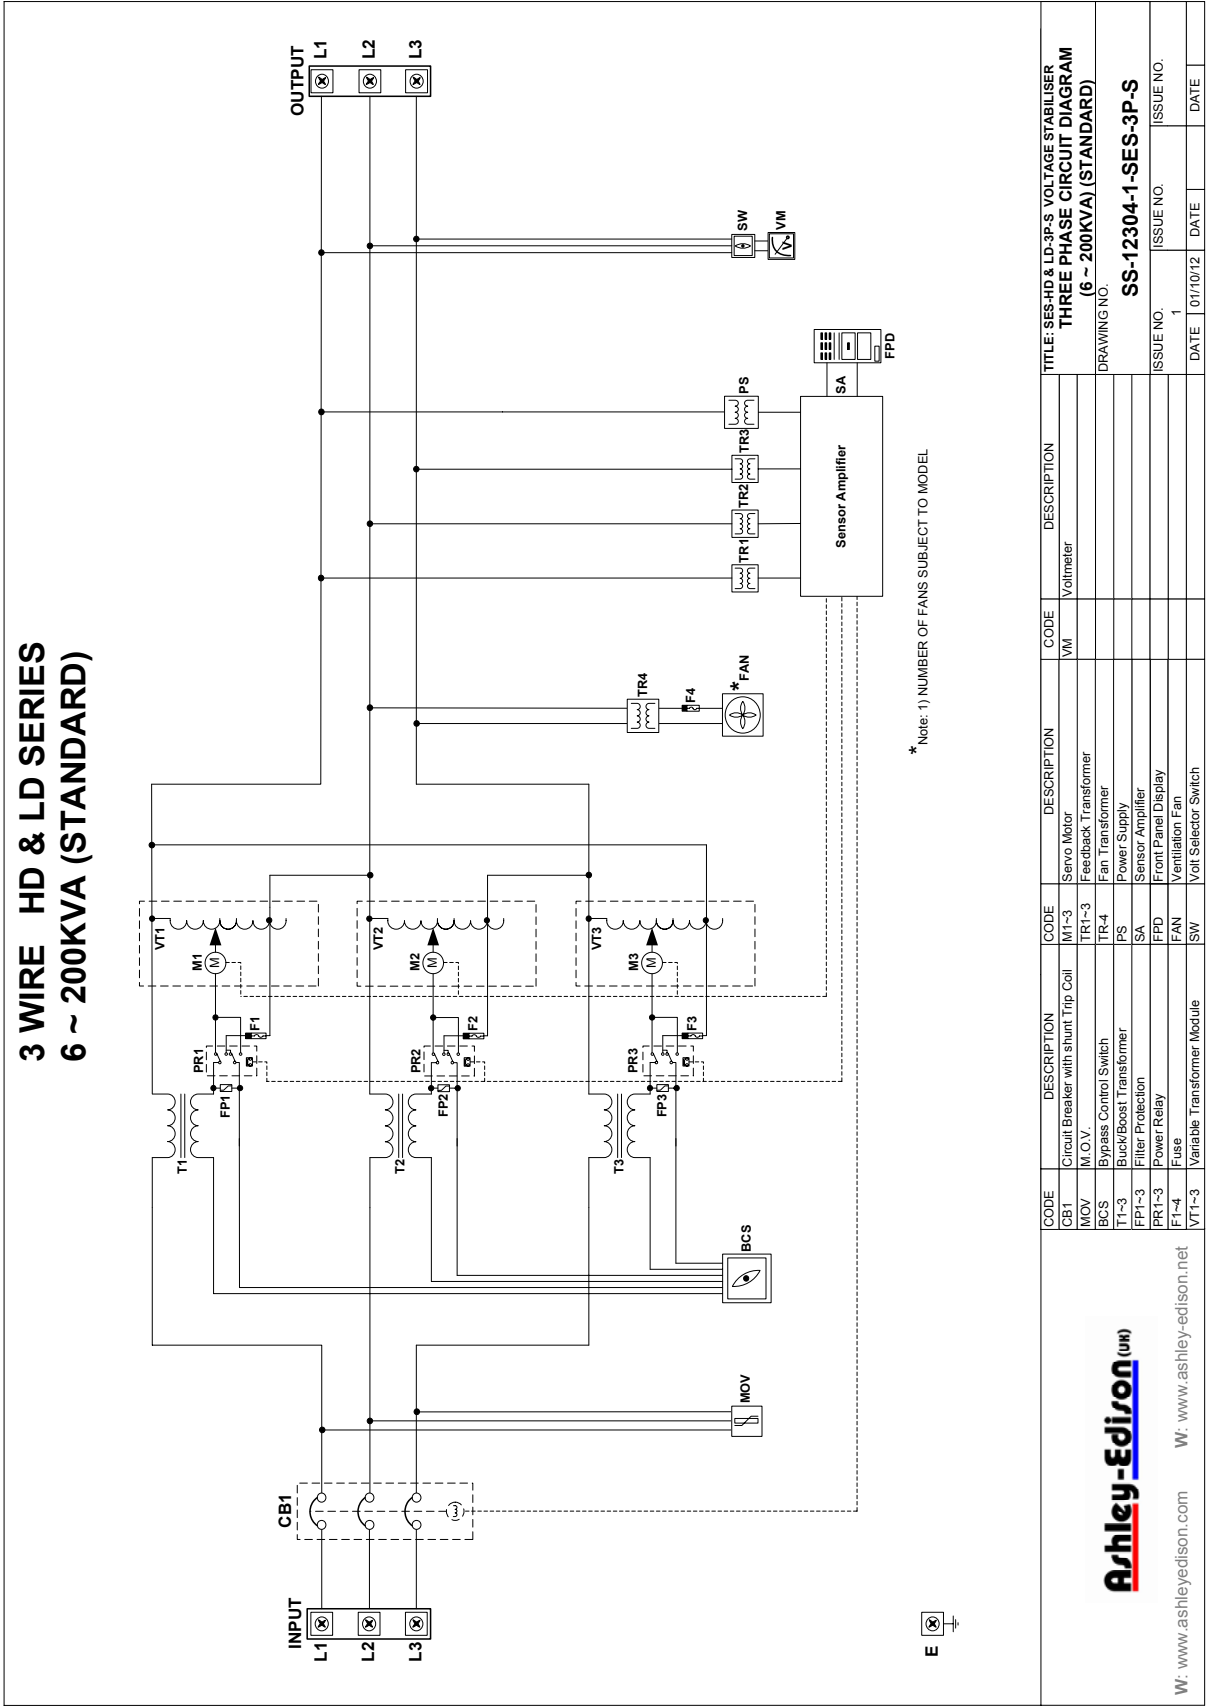 3 WIRE HD & LD SERIES
6 ~ 200KVA (STANDARD)
INPUT
L1
L2
L3
CB1
MOV
BCS
T1
T2
T3
FP1
FP2
FP3
PR1
PR2
PR3
F1
F2
F3
VT1
M1
M
VT2
M2
M
VT3
M3
M
TR4
F4
*FAN
TR1
TR2
TR3
PS
Sensor Amplifier
SA
FPD
SW
VM
V
OUTPUT
L1
L2
L3
E
*Note: 1) NUMBER OF FANS SUBJECT TO MODEL
Ashley-Edison (UK)
W: www.ashleyedison.com W: www.ashley-edison.net
CODE DESCRIPTION CODE DESCRIPTION CODE DESCRIPTION
CB1 Circuit Breaker with shunt Trip Coil M1~3 Servo Motor VM Voltmeter
MOV M.O.V. TR1~3 Feedback Transformer
BCS Bypass Control Switch TR-4 Fan Transformer
T1~3 Buck/Boost Transformer PS Power Supply
FP1~3 Filter Protection SA Sensor Amplifier
PR1~3 Power Relay FPD Front Panel Display
F1~4 Fuse FAN Ventilation Fan
VT1~3 Variable Transformer Module SW Volt Selector Switch
TITLE: SES-HD & LD-3P-S VOLTAGE STABILISER
THREE PHASE CIRCUIT DIAGRAM
(6 ~ 200KVA) (STANDARD)
DRAWING NO.
SS-12304-1-SES-3P-S
ISSUE NO. 1 ISSUE NO. ISSUE NO.
DATE 01/10/12 DATE DATE